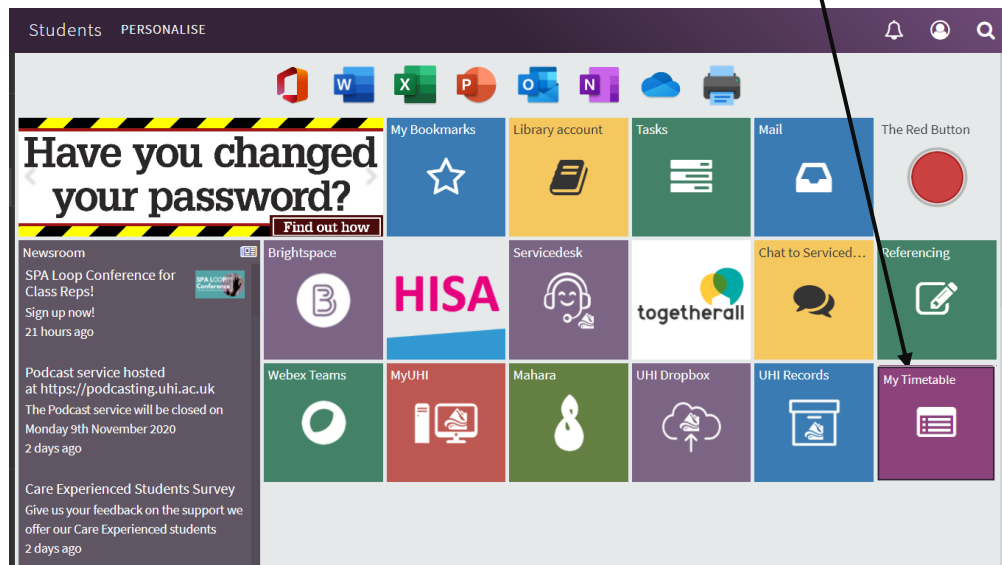 Students PERSONALISE
W X P O N
Have you changed
your password?
Find out how
My Bookmarks
Library account
Tasks
Mail
The Red Button
Newsroom
SPA Loop Conference for
Class Reps!
SPA LOOP
Conference
Sign up now!
21 hours ago
Podcast service hosted
at https://podcasting.uhi.ac.uk
The Podcast service will be closed on
Monday 9th November 2020
2 days ago
Care Experienced Students Survey
Give us your feedback on the support we
offer our Care Experienced students
2 days ago
Brightspace
B
HISA
Servicedesk
togetherall
Chat to Serviced...
Referencing
Webex Teams
MyUHI
Mahara
UHI Dropbox
UHI Records
My Timetable